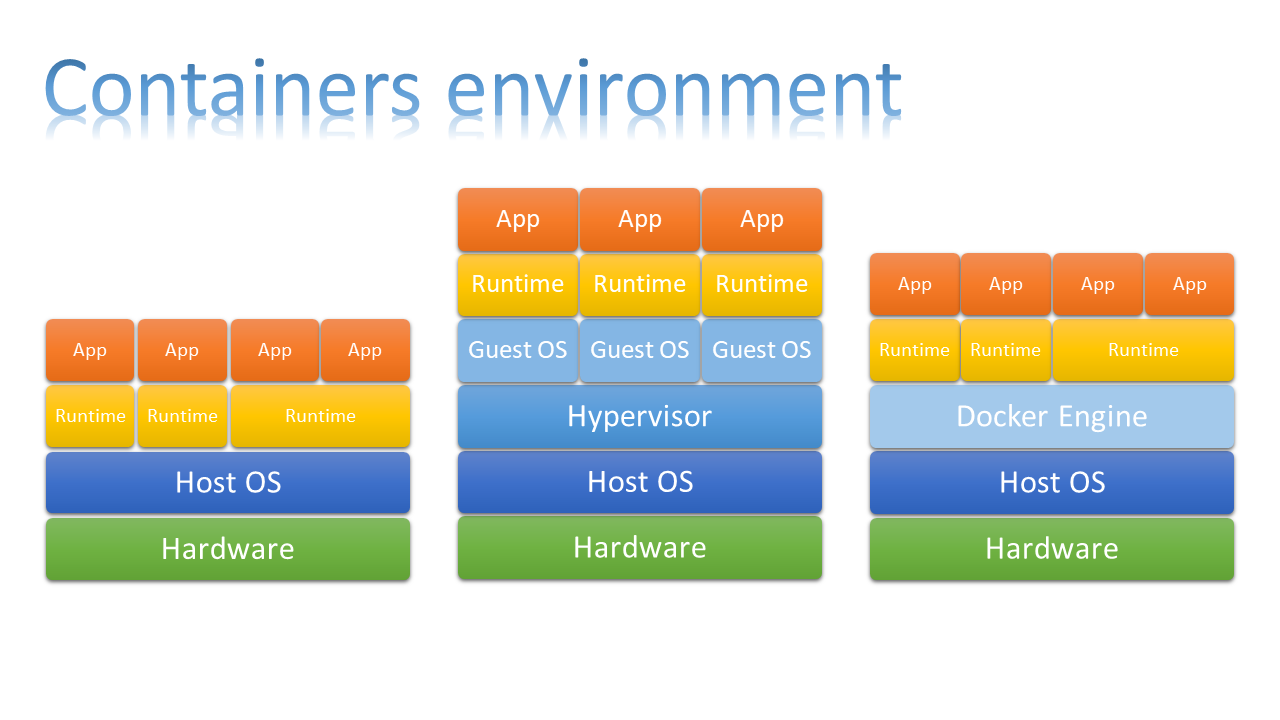 Containers environment
App App App App
Runtime Runtime Runtime
Host OS
Hardware
App App App
Runtime Runtime Runtime
Guest OS Guest OS Guest OS
Hypervisor
Host OS
Hardware
App App App App
Runtime Runtime Runtime
Docker Engine
Host OS
Hardware